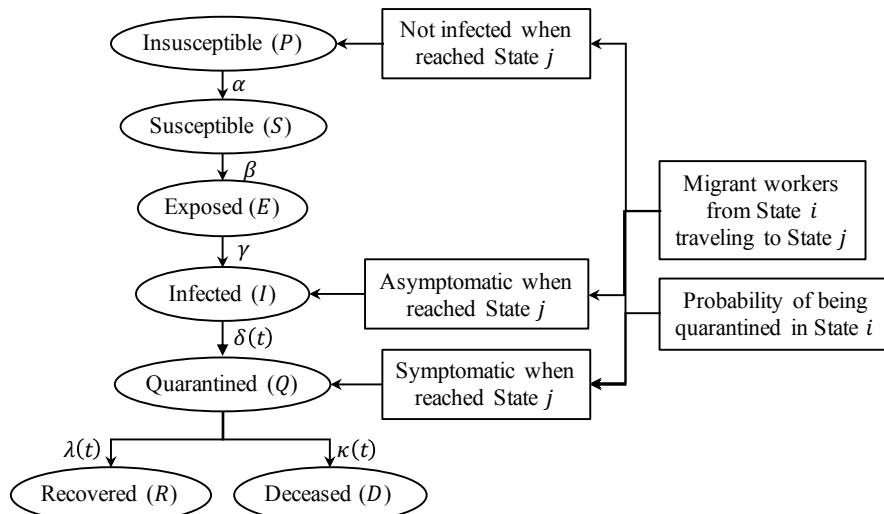 Insusceptible (P)
Not infected when
reached State j
α
Susceptible (S)
β
Migrant workers
from State i
traveling to State j
Exposed (E)
γ
Infected (I)
Asymptomatic when
reached State j
Probability of being
quarantined in State i
δ(t)
Quarantined (Q)
Symptomatic when
reached State j
λ(t)
κ(t)
Recovered (R)
Deceased (D)